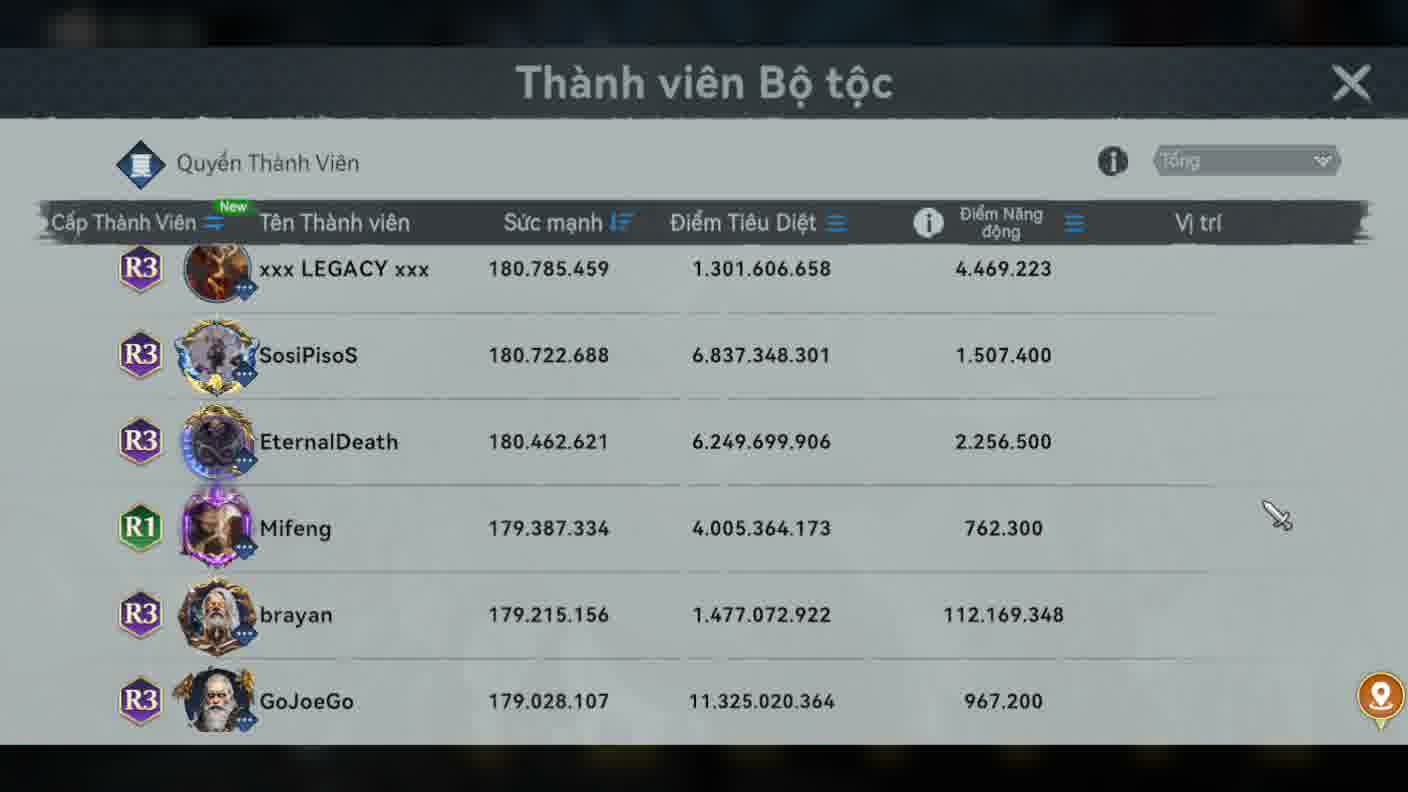 Thành viên Bộ tộc
Quyển Thành Viên
Tổng
New
Cấp Thành Viên Tên Thành viên Sức mạnh Điểm Tiêu Diệt Điểm Năng động Vị trí
R3 xxx LEGACY xxx 180.785.459 1.301.606.658 4.469.223
R3 SosiPisoS 180.722.688 6.837.348.301 1.507.400
R3 EternalDeath 180.462.621 6.249.699.906 2.256.500
R1 Mifeng 179.387.334 4.005.364.173 762.300
R3 brayan 179.215.156 1.477.072.922 112.169.348
R3 GoJoeGo 179.028.107 11.325.020.364 967.200